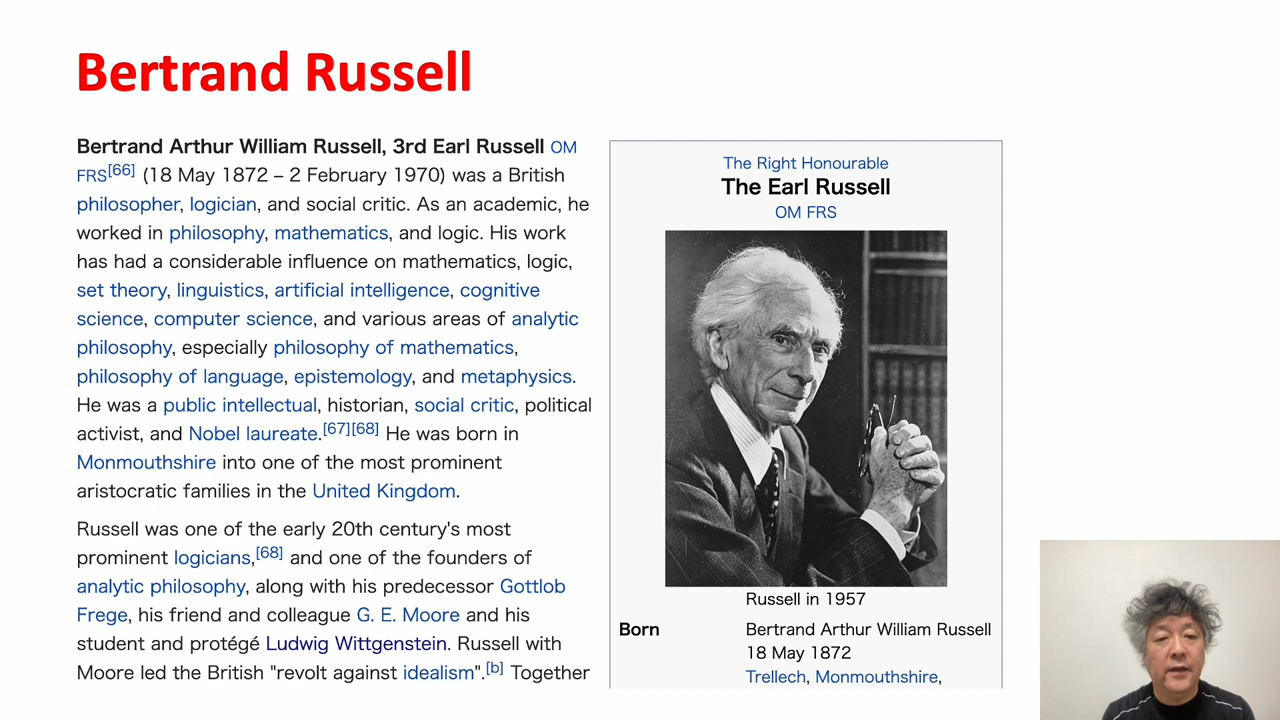 Bertrand Russell
Bertrand Arthur William Russell, 3rd Earl Russell OM
FRS[66] (18 May 1872 – 2 February 1970) was a British
philosopher, logician, and social critic. As an academic, he
worked in philosophy, mathematics, and logic. His work
has had a considerable influence on mathematics, logic,
set theory, linguistics, artificial intelligence, cognitive
science, computer science, and various areas of analytic
philosophy, especially philosophy of mathematics,
philosophy of language, epistemology, and metaphysics.
He was a public intellectual, historian, social critic, political
activist, and Nobel laureate.[67][68] He was born in
Monmouthshire into one of the most prominent
aristocratic families in the United Kingdom.
Russell was one of the early 20th century's most
prominent logicians,[68] and one of the founders of
analytic philosophy, along with his predecessor Gottlob
Frege, his friend and colleague G. E. Moore and his
student and protégé Ludwig Wittgenstein. Russell with
Moore led the British "revolt against idealism".[b] Together
The Right Honourable
The Earl Russell
OM FRS
Russell in 1957
Born Bertrand Arthur William Russell
18 May 1872
Trellech, Monmouthshire,